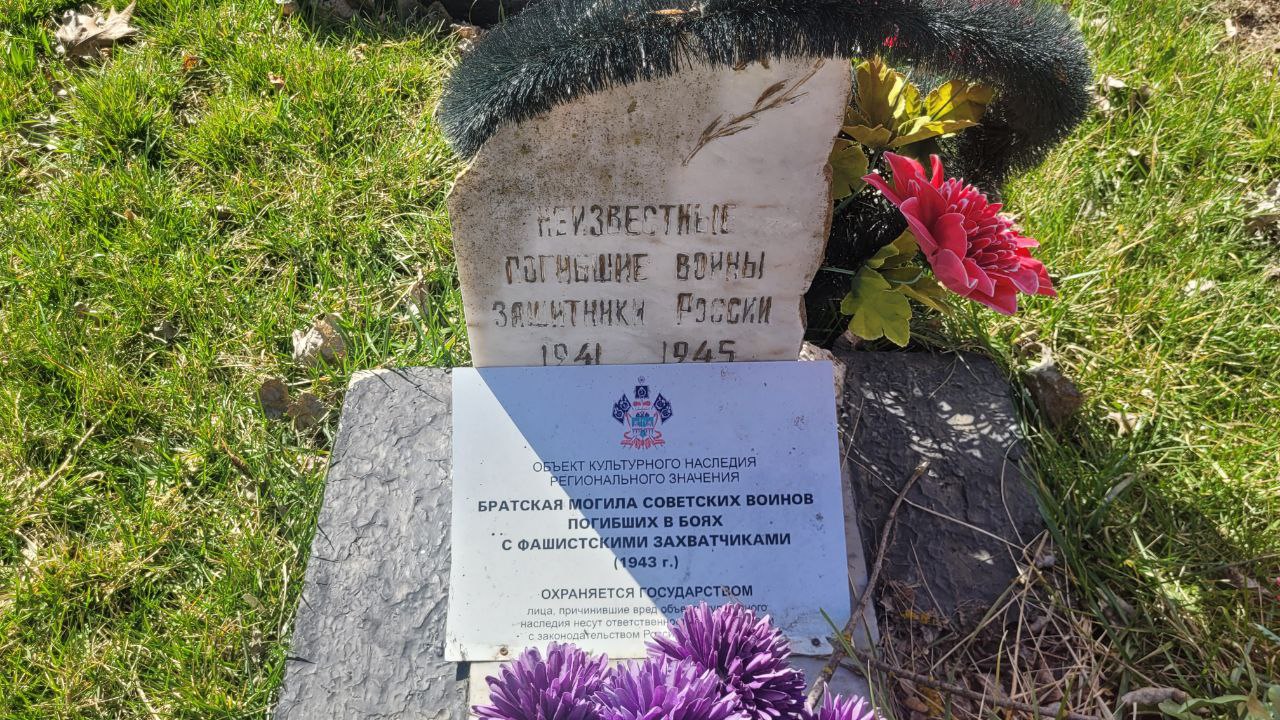 НЕИЗВЕСТНЫЕ
ПОГИБШИЕ ВОИНЫ
ЗАЩИТНИКИ РОССИИ
1941 1945
ОБЪЕКТ КУЛЬТУРНОГО НАСЛЕДИЯ
РЕГИОНАЛЬНОГО ЗНАЧЕНИЯ
БРАТСКАЯ МОГИЛА СОВЕТСКИХ ВОИНОВ
ПОГИБШИХ В БОЯХ
С ФАШИСТСКИМИ ЗАХВАТЧИКАМИ
(1943 г.)
ОХРАНЯЕТСЯ ГОСУДАРСТВОМ
лица, причинившие вред
наследия несут
с законодательством